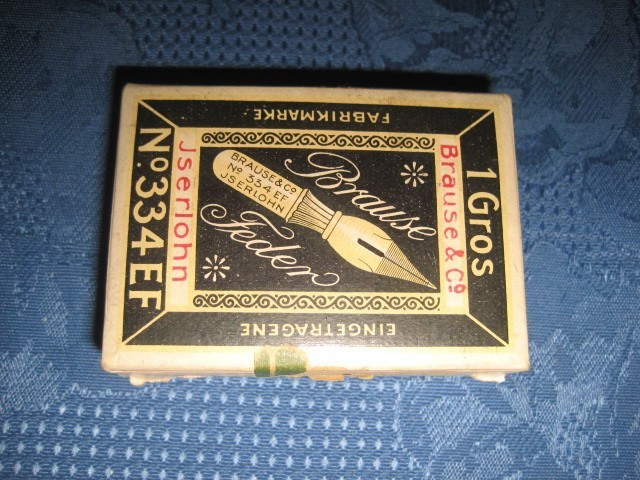 FABRIKMARKE
1 Gros
Brause & Cº
Nº 334 EF
Jserlohn
BRAUSE & Cº
Nº 334 EF
JSERLOHN
Brause
Feder
EINGETRAGENE